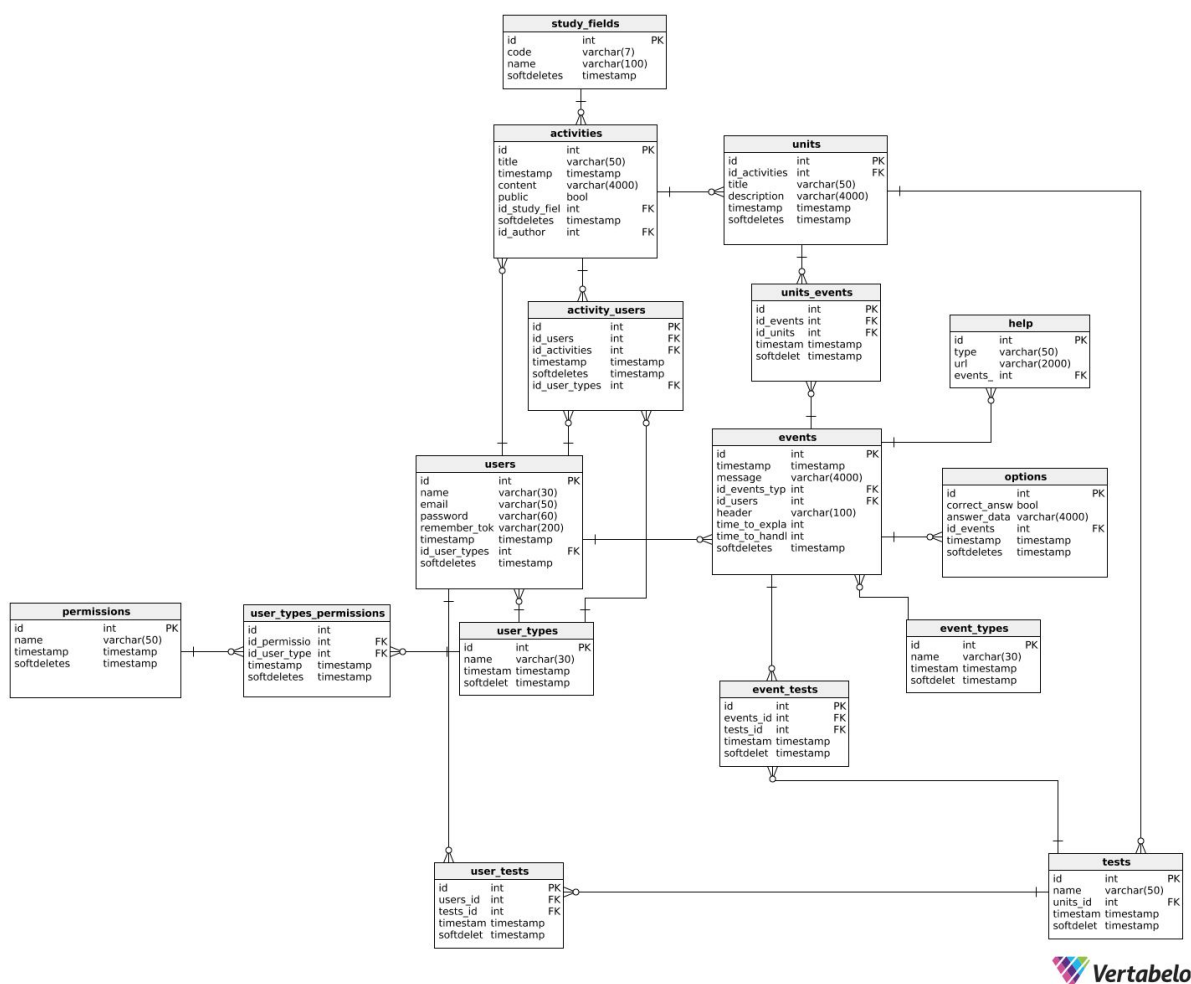 study_fields
id int PK
code varchar(7)
name varchar(100)
softdeletes timestamp
activities
id int PK
title varchar(50)
timestamp timestamp
content varchar(4000)
public bool
id_study_fiel int FK
softdeletes timestamp
id_author int FK
units
id int PK
id_activities int FK
title varchar(50)
description varchar(4000)
timestamp timestamp
softdeletes timestamp
activity_users
id int PK
id_users int FK
id_activities int FK
timestamp timestamp
softdeletes timestamp
id_user_types int FK
units_events
id int PK
id_events int FK
id_units int FK
timestam timestamp
softdelet timestamp
help
id int PK
type varchar(50)
url varchar(2000)
events_ int FK
users
id int PK
name varchar(30)
email varchar(50)
password varchar(60)
remember_tok varchar(200)
timestamp timestamp
id_user_types int FK
softdeletes timestamp
events
id int PK
timestamp timestamp
message varchar(4000)
id_events_typ int FK
id_users int FK
header varchar(100)
time_to_expla int
time_to_handl int
softdeletes timestamp
options
id int PK
correct_answ bool
answer_data varchar(4000)
id_events int FK
timestamp timestamp
softdeletes timestamp
permissions
id int PK
name varchar(50)
timestamp timestamp
softdeletes timestamp
user_types_permissions
id int
id_permissio int FK
id_user_type int FK
timestamp timestamp
softdeletes timestamp
user_types
id int PK
name varchar(30)
timestam timestamp
softdelet timestamp
event_types
id int PK
name varchar(30)
timestam timestamp
softdelet timestamp
event_tests
id int PK
events_id int FK
tests_id int FK
timestam timestamp
softdelet timestamp
user_tests
id int PK
users_id int FK
tests_id int FK
timestam timestamp
softdelet timestamp
tests
id int PK
name varchar(50)
units_id int FK
timestam timestamp
softdelet timestamp
Vertabelo